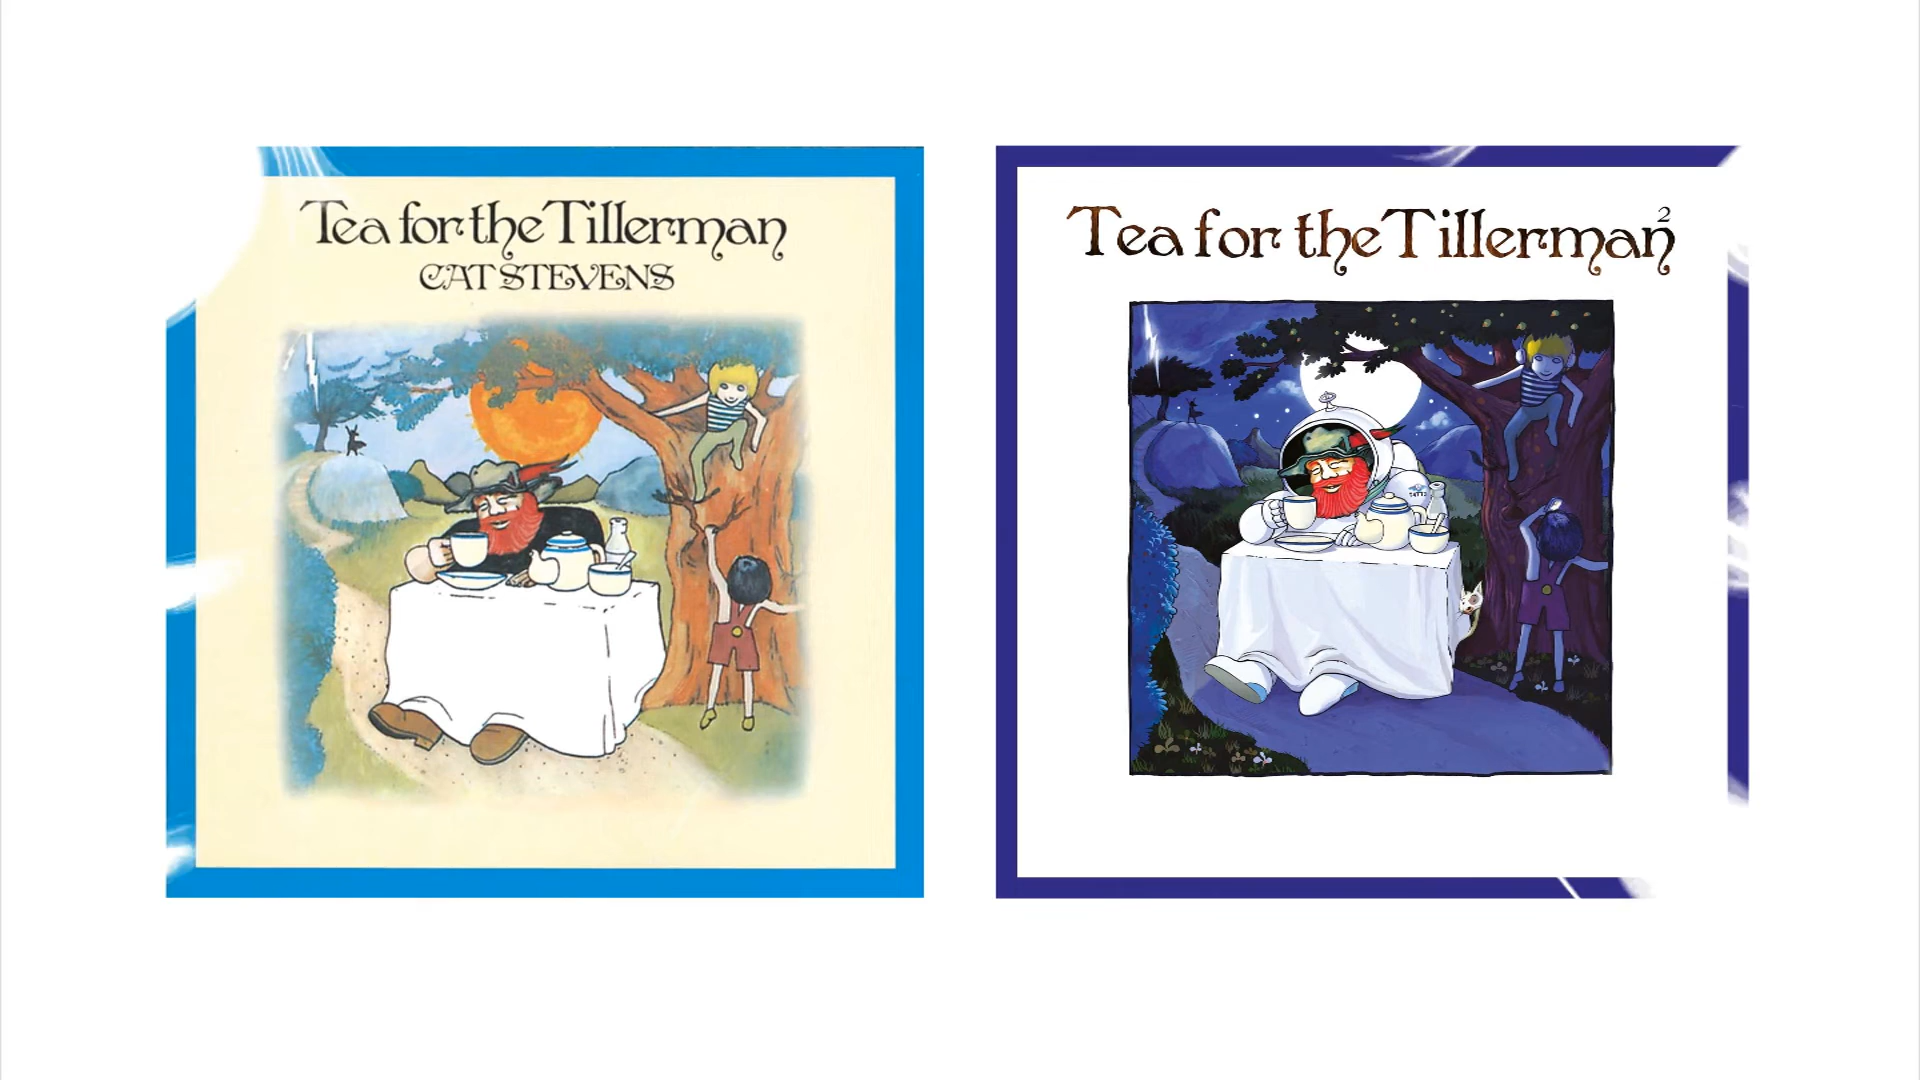 Tea for the Tillerman
CAT STEVENS
Tea for the Tillerman²